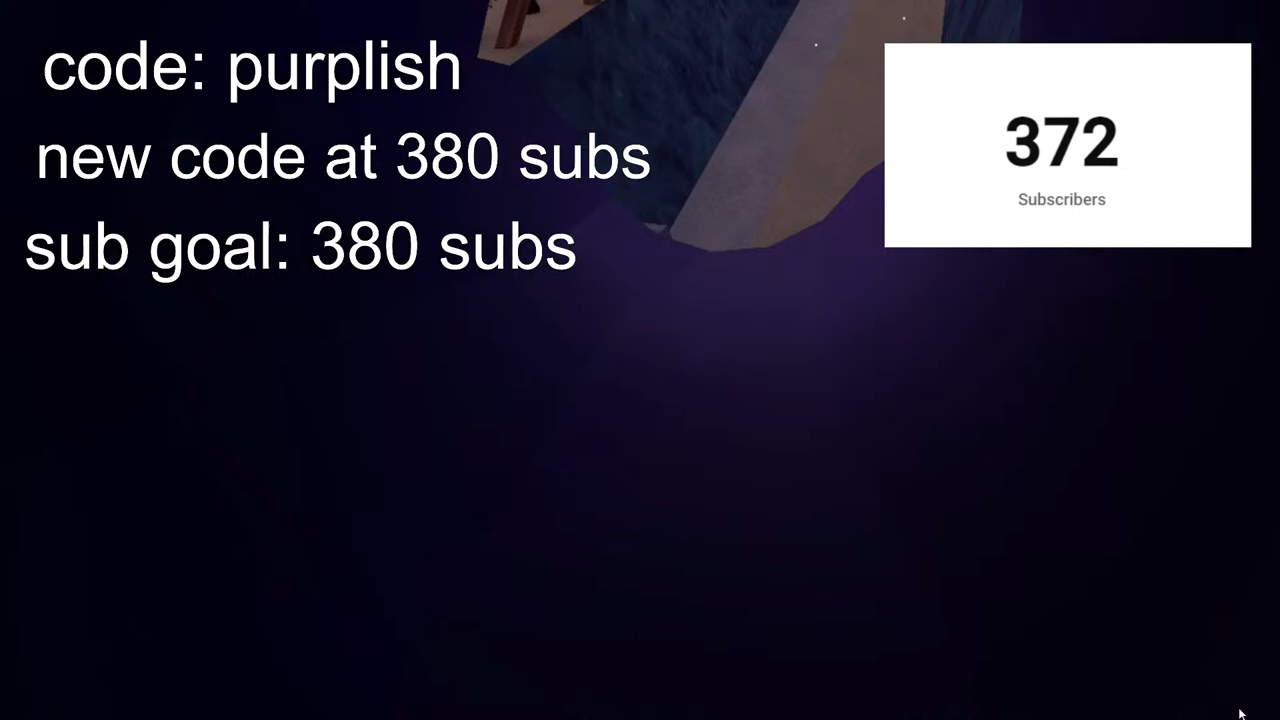 code: purplish
new code at 380 subs
sub goal: 380 subs
372
Subscribers